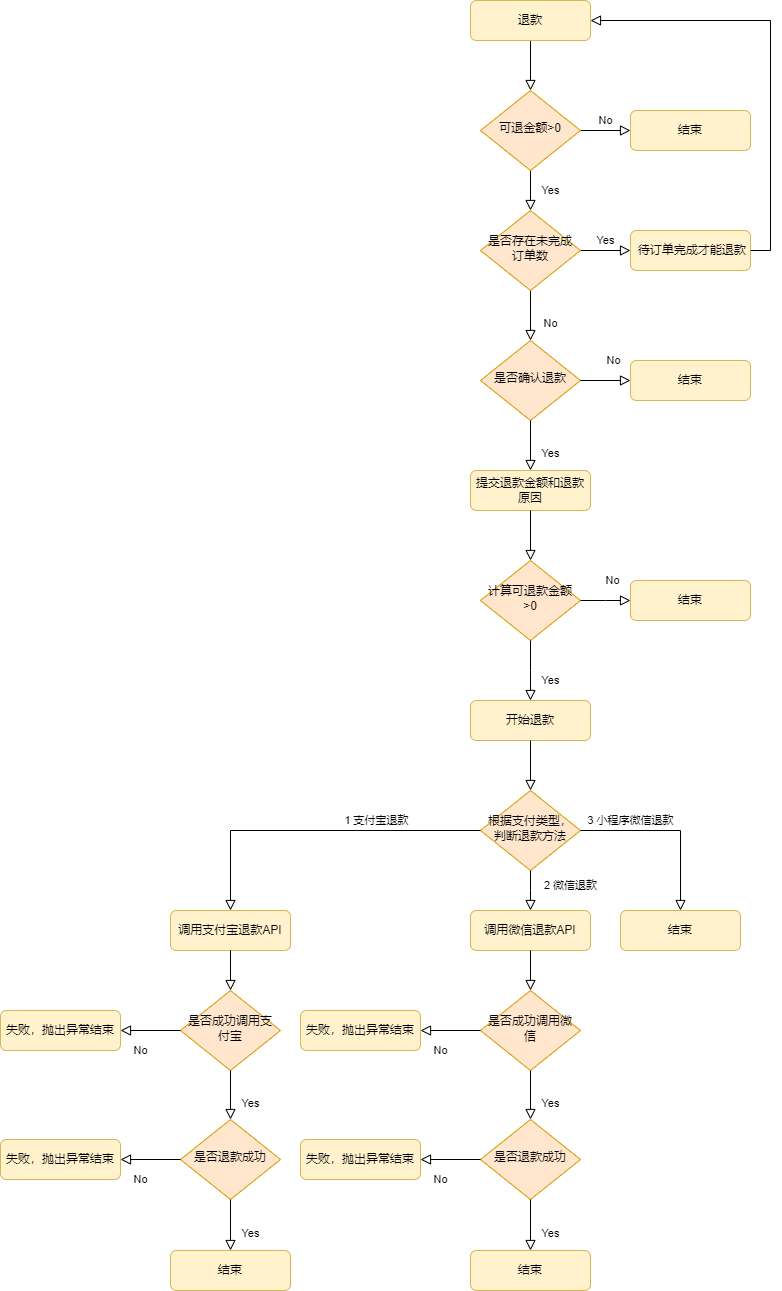 退款
可退金额>0
No
结束
Yes
是否存在未完成
订单数
Yes
待订单完成才能退款
No
是否确认退款
No
结束
Yes
提交退款金额和退款
原因
计算可退款金额
>0
No
结束
Yes
开始退款
1 支付宝退款
根据支付类型，
判断退款方法
3 小程序微信退款
2 微信退款
调用支付宝退款API
调用微信退款API
结束
失败，抛出异常结束
No
是否成功调用支
付宝
失败，抛出异常结束
No
是否成功调用微
信
Yes
Yes
失败，抛出异常结束
No
是否退款成功
失败，抛出异常结束
No
是否退款成功
Yes
Yes
结束
结束